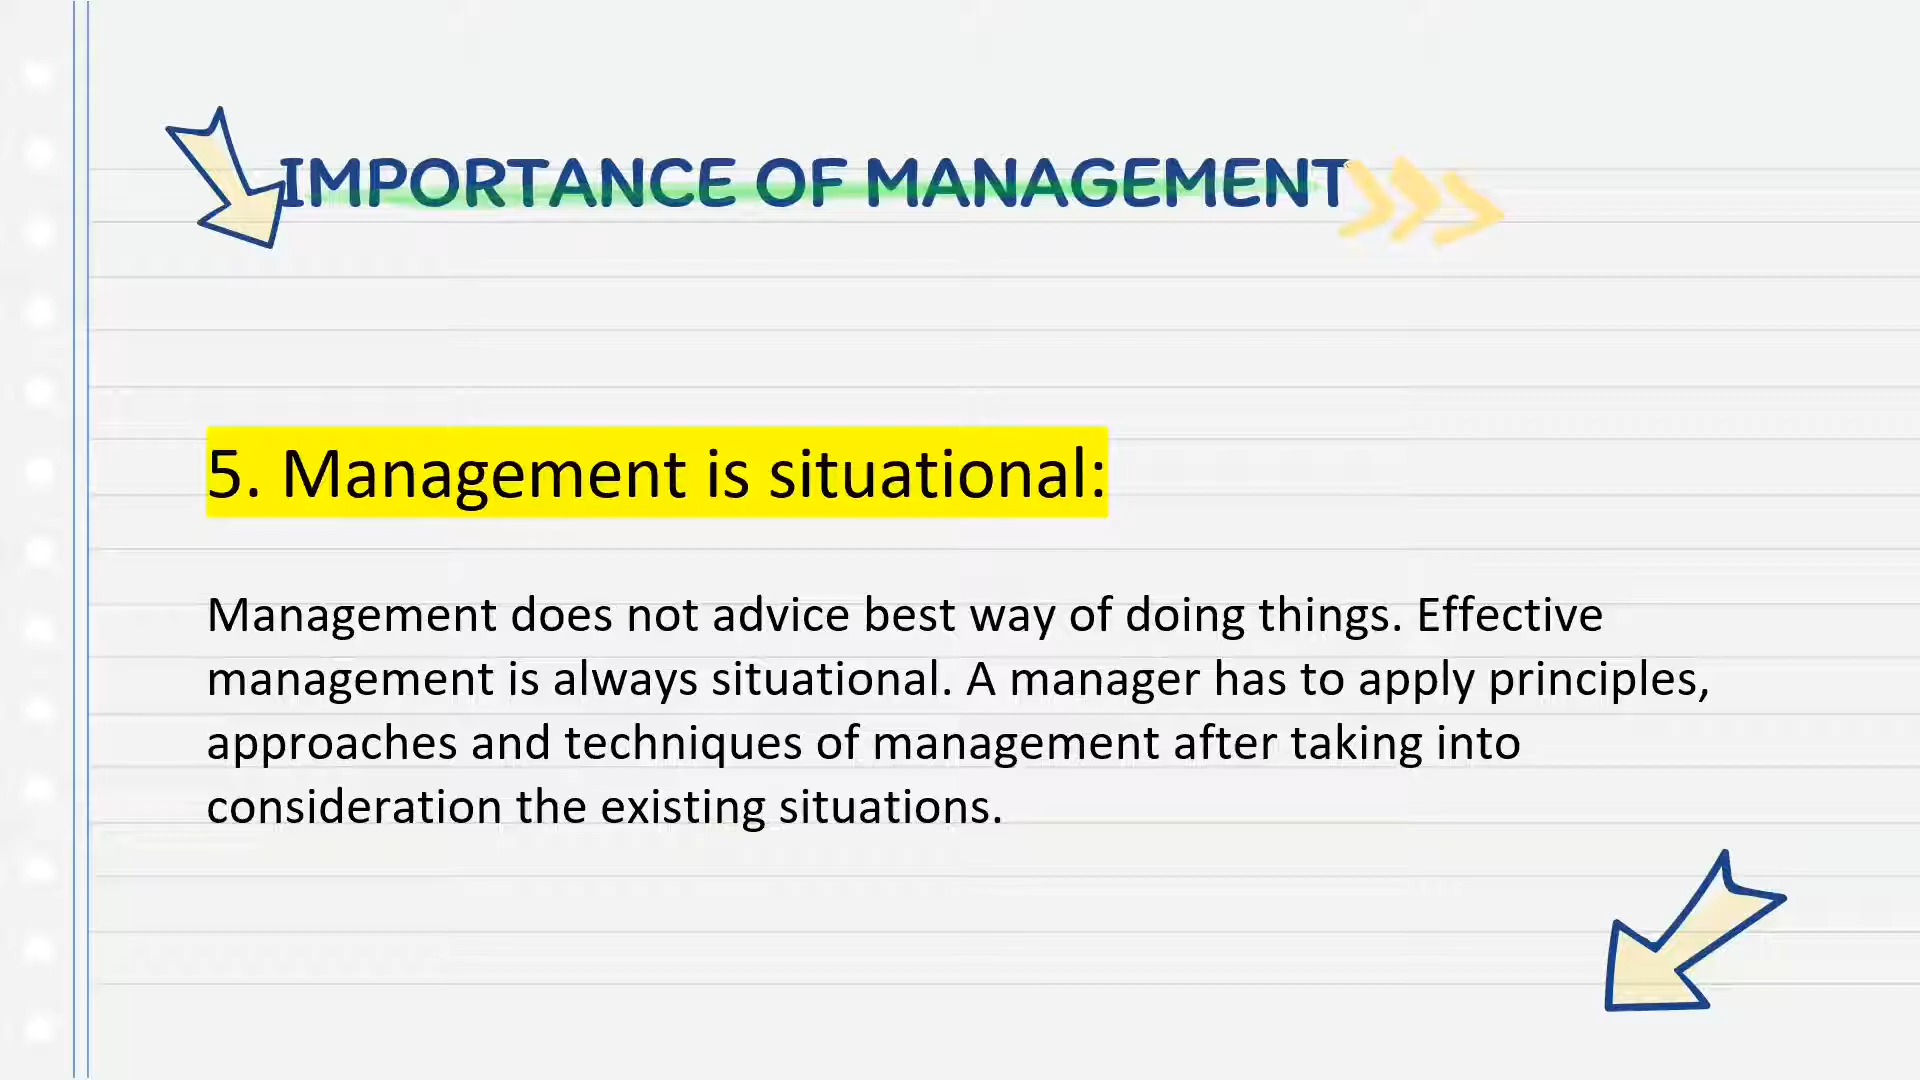 IMPORTANCE OF MANAGEMENT
5. Management is situational:
Management does not advice best way of doing things. Effective
management is always situational. A manager has to apply principles,
approaches and techniques of management after taking into
consideration the existing situations.